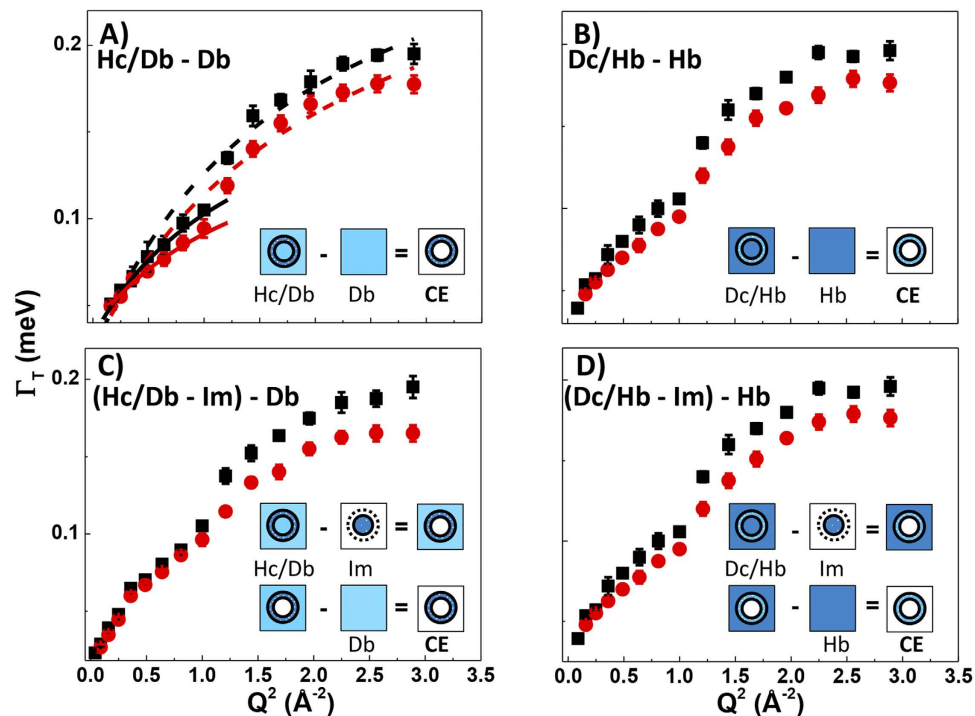 A)
Hc/Db - Db
0.2
0.1
Hc/Db - Db = CE
B)
Dc/Hb - Hb
Dc/Hb - Hb = CE
Γ_T (meV)
C)
(Hc/Db - Im) - Db
0.2
0.1
- =
Hc/Db Im
- =
Db CE
0.0 0.5 1.0 1.5 2.0 2.5 3.0 3.5
Q² (Å⁻²)
D)
(Dc/Hb - Im) - Hb
- =
Dc/Hb Im
- =
Hb CE
0.0 0.5 1.0 1.5 2.0 2.5 3.0 3.5
Q² (Å⁻²)